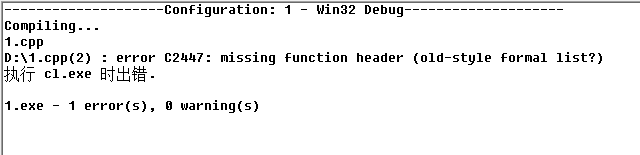 --------------------Configuration: 1 - Win32 Debug--------------------
Compiling...
1.cpp
D:\1.cpp(2) : error C2447: missing function header (old-style formal list?)
执行 cl.exe 时出错.
1.exe - 1 error(s), 0 warning(s)